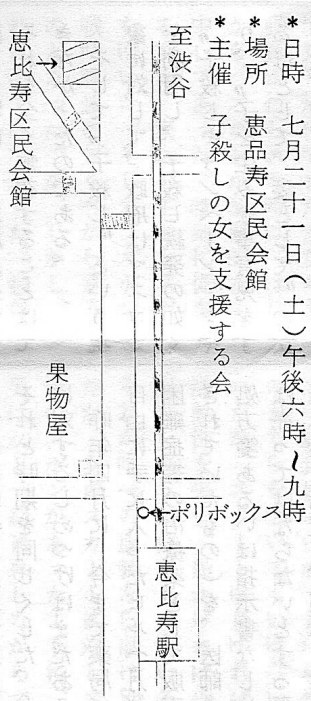 *日時　七月二十一日(土)午後六時〜九時
*場所　恵品寿区民会館
*主催　子殺しの女を支援する会
至渋谷
恵比寿区民会館
果物屋
ポリボックス
恵比寿駅